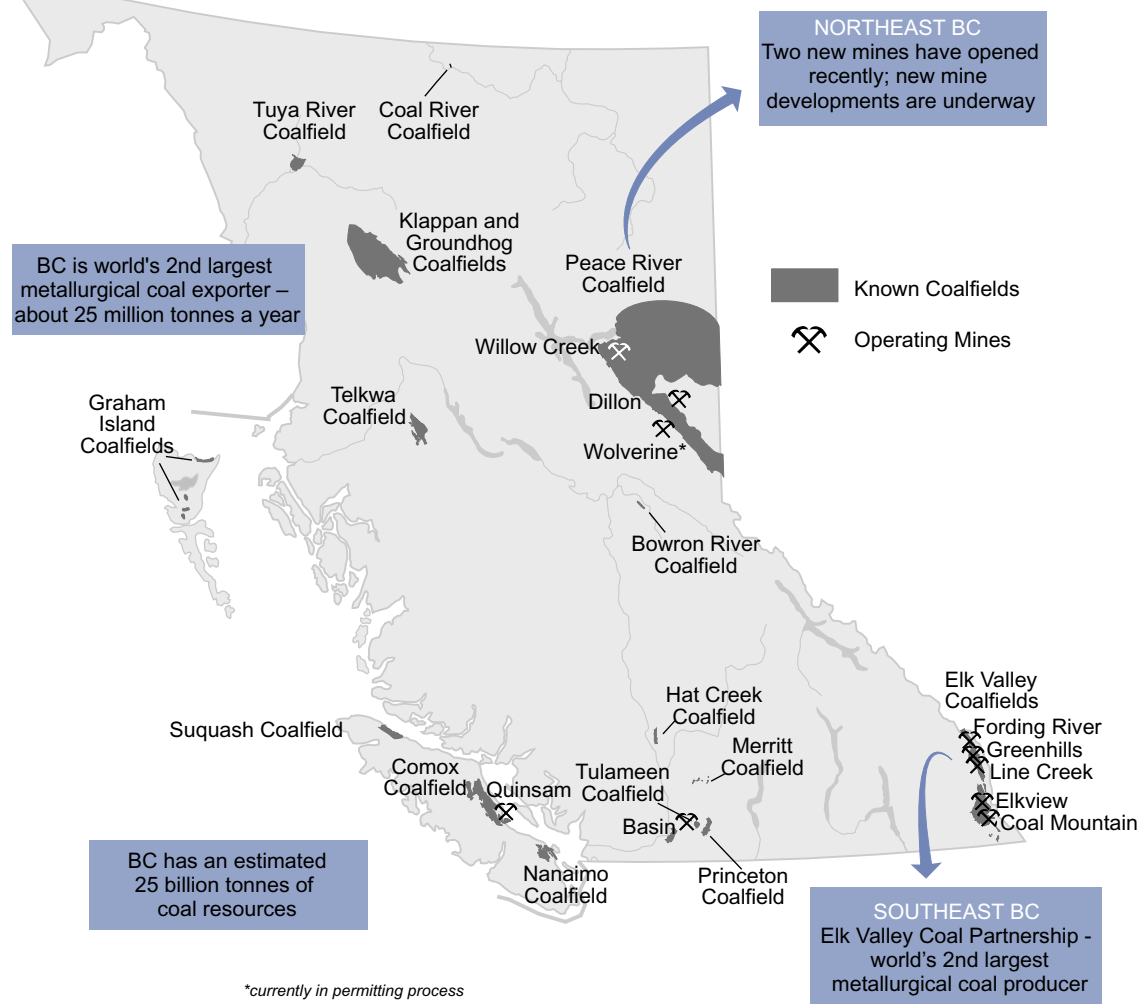 NORTHEAST BC
Two new mines have opened
recently; new mine
developments are underway
Tuya River
Coalfield
Coal River
Coalfield
Klappan and
Groundhog
Coalfields
BC is world's 2nd largest
metallurgical coal exporter –
about 25 million tonnes a year
Peace River
Coalfield
Known Coalfields
Operating Mines
Willow Creek
Dillon
Wolverine*
Telkwa
Coalfield
Graham
Island
Coalfields
Bowron River
Coalfield
Elk Valley
Coalfields
Fording River
Greenhills
Line Creek
Elkview
Coal Mountain
Hat Creek
Coalfield
Merritt
Coalfield
Suquash Coalfield
Comox
Coalfield
Quinsam
Tulameen
Coalfield
Basin
Princeton
Coalfield
Nanaimo
Coalfield
BC has an estimated
25 billion tonnes of
coal resources
SOUTHEAST BC
Elk Valley Coal Partnership -
world's 2nd largest
metallurgical coal producer
*currently in permitting process